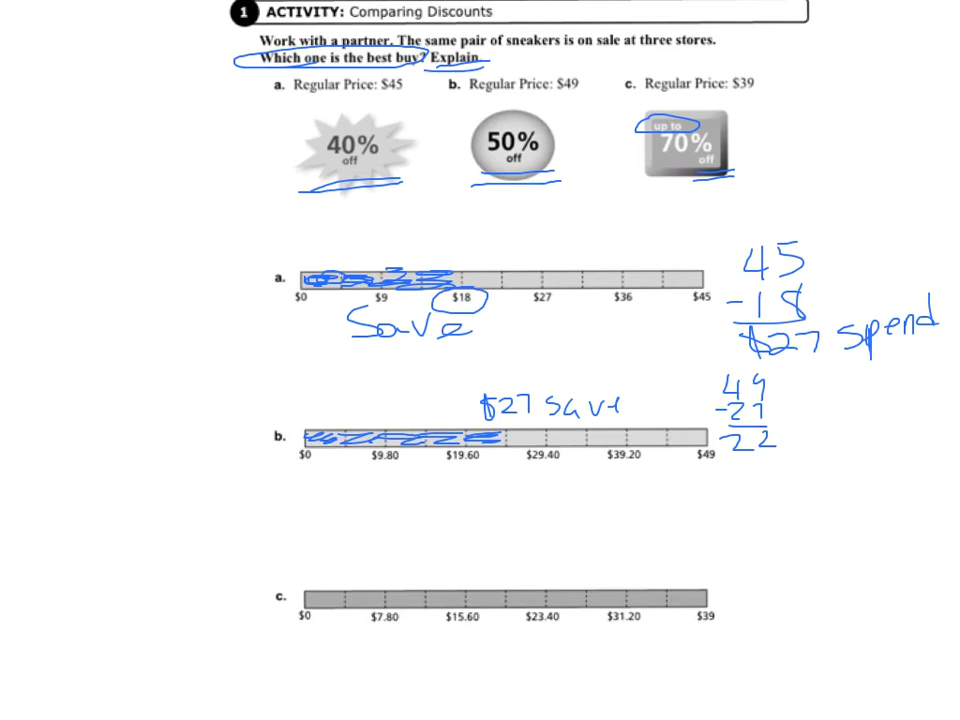 1 ACTIVITY: Comparing Discounts
Work with a partner. The same pair of sneakers is on sale at three stores.
Which one is the best buy? Explain.
a. Regular Price: $45 b. Regular Price: $49 c. Regular Price: $39
40% off
50% off
up to 70% off
a.
$0 $9 $18 $27 $36 $45
Save
45
-18
$27 spend
$27 save
49
-27
22
b.
$0 $9.80 $19.60 $29.40 $39.20 $49
c.
$0 $7.80 $15.60 $23.40 $31.20 $39